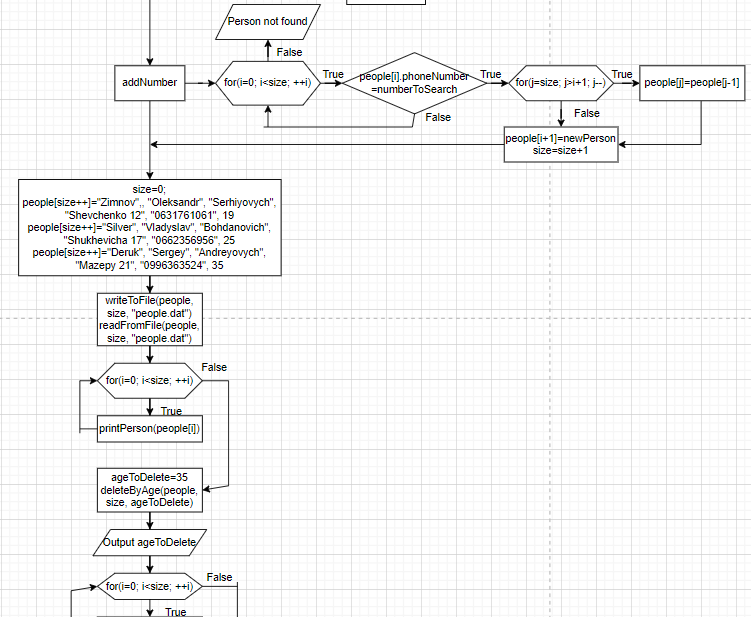 Person not found
False
addNumber
for(i=0; i<size; ++i)
True
people[i].phoneNumber
=numberToSearch
True
for(j=size; j>i+1; j--)
True
people[j]=people[j-1]
False
False
people[i+1]=newPerson
size=size+1
size=0;
people[size++]="Zimnov",, "Oleksandr", "Serhiyovych",
"Shevchenko 12", "0631761061", 19
people[size++]="Silver", "Vladyslav", "Bohdanovich",
"Shukhevicha 17", "0662356956", 25
people[size++]="Deruk", "Sergey", "Andreyovych",
"Mazepy 21", "0996363524", 35
writeToFile(people,
size, "people.dat")
readFromFile(people,
size, "people.dat")
False
for(i=0; i<size; ++i)
True
printPerson(people[i])
ageToDelete=35
deleteByAge(people,
size, ageToDelete)
Output ageToDelete
for(i=0; i<size; ++i)
False
True